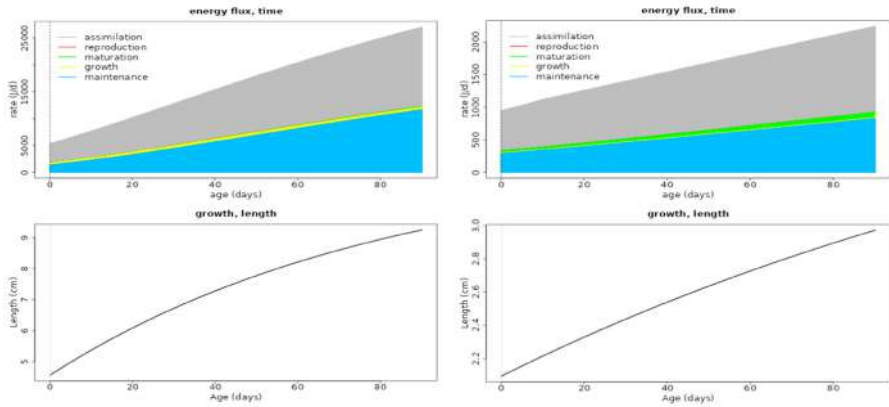 energy flux, time
assimilation
reproduction
maturation
growth
maintenance
rate (J/d)
0
5000
15000
25000
0 20 40 60 80
age (days)
energy flux, time
assimilation
reproduction
maturation
growth
maintenance
rate (J/d)
0
500
1000
2000
0 20 40 60 80
age (days)
growth, length
Length (cm)
5
6
7
8
9
0 20 40 60 80
Age (days)
growth, length
Length (cm)
2.2
2.4
2.6
2.8
3.0
0 20 40 60 80
Age (days)